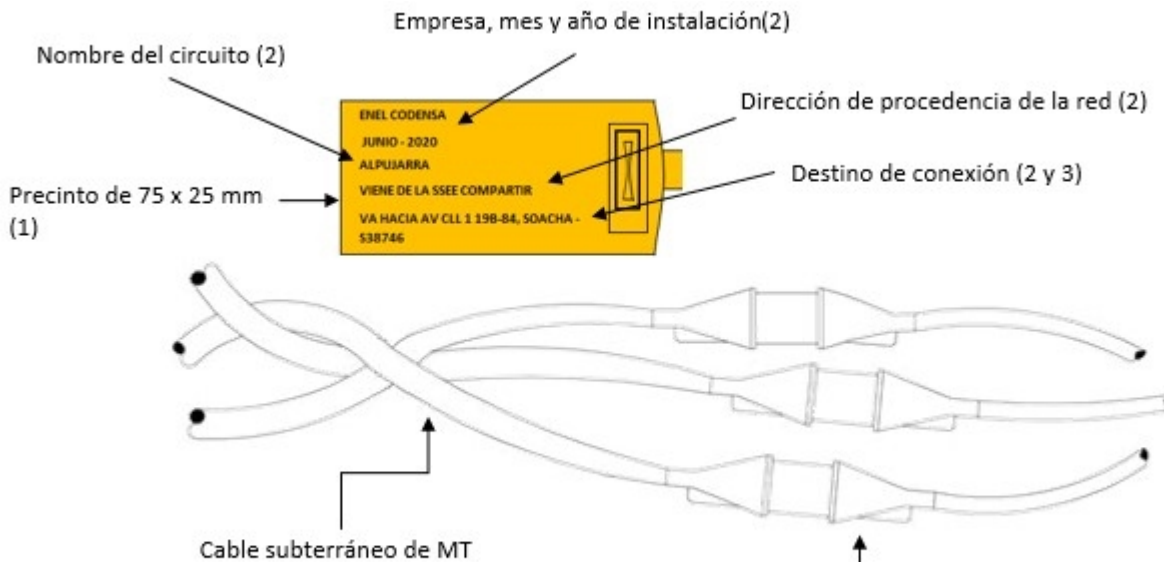 Empresa, mes y año de instalación(2)
Nombre del circuito (2)
Dirección de procedencia de la red (2)
Destino de conexión (2 y 3)
Precinto de 75 x 25 mm
(1)
ENEL CODENSA
JUNIO - 2020
ALPUJARRA
VIENE DE LA SSEE COMPARTIR
VA HACIA AV CLL 1 19B-84, SOACHA -
S38746
Cable subterráneo de MT